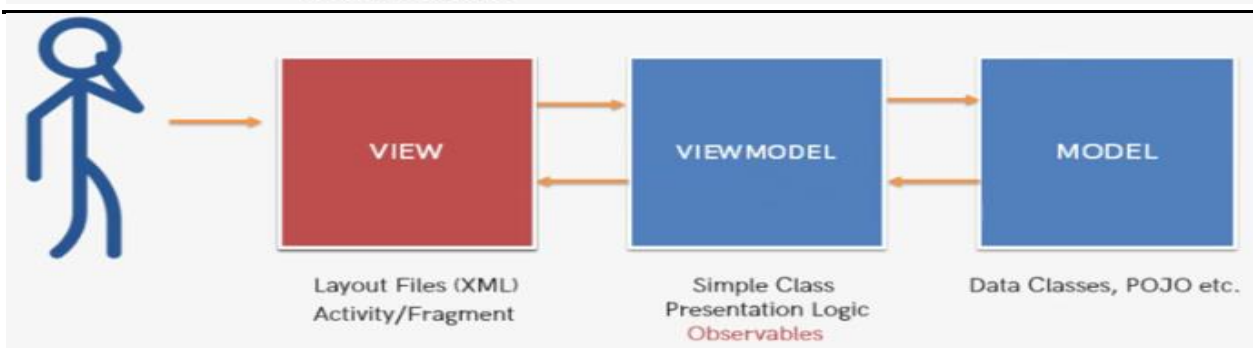 VIEW
VIEWMODEL
MODEL
Layout Files (XML)
Activity/Fragment
Simple Class
Presentation Logic
Observables
Data Classes, POJO etc.